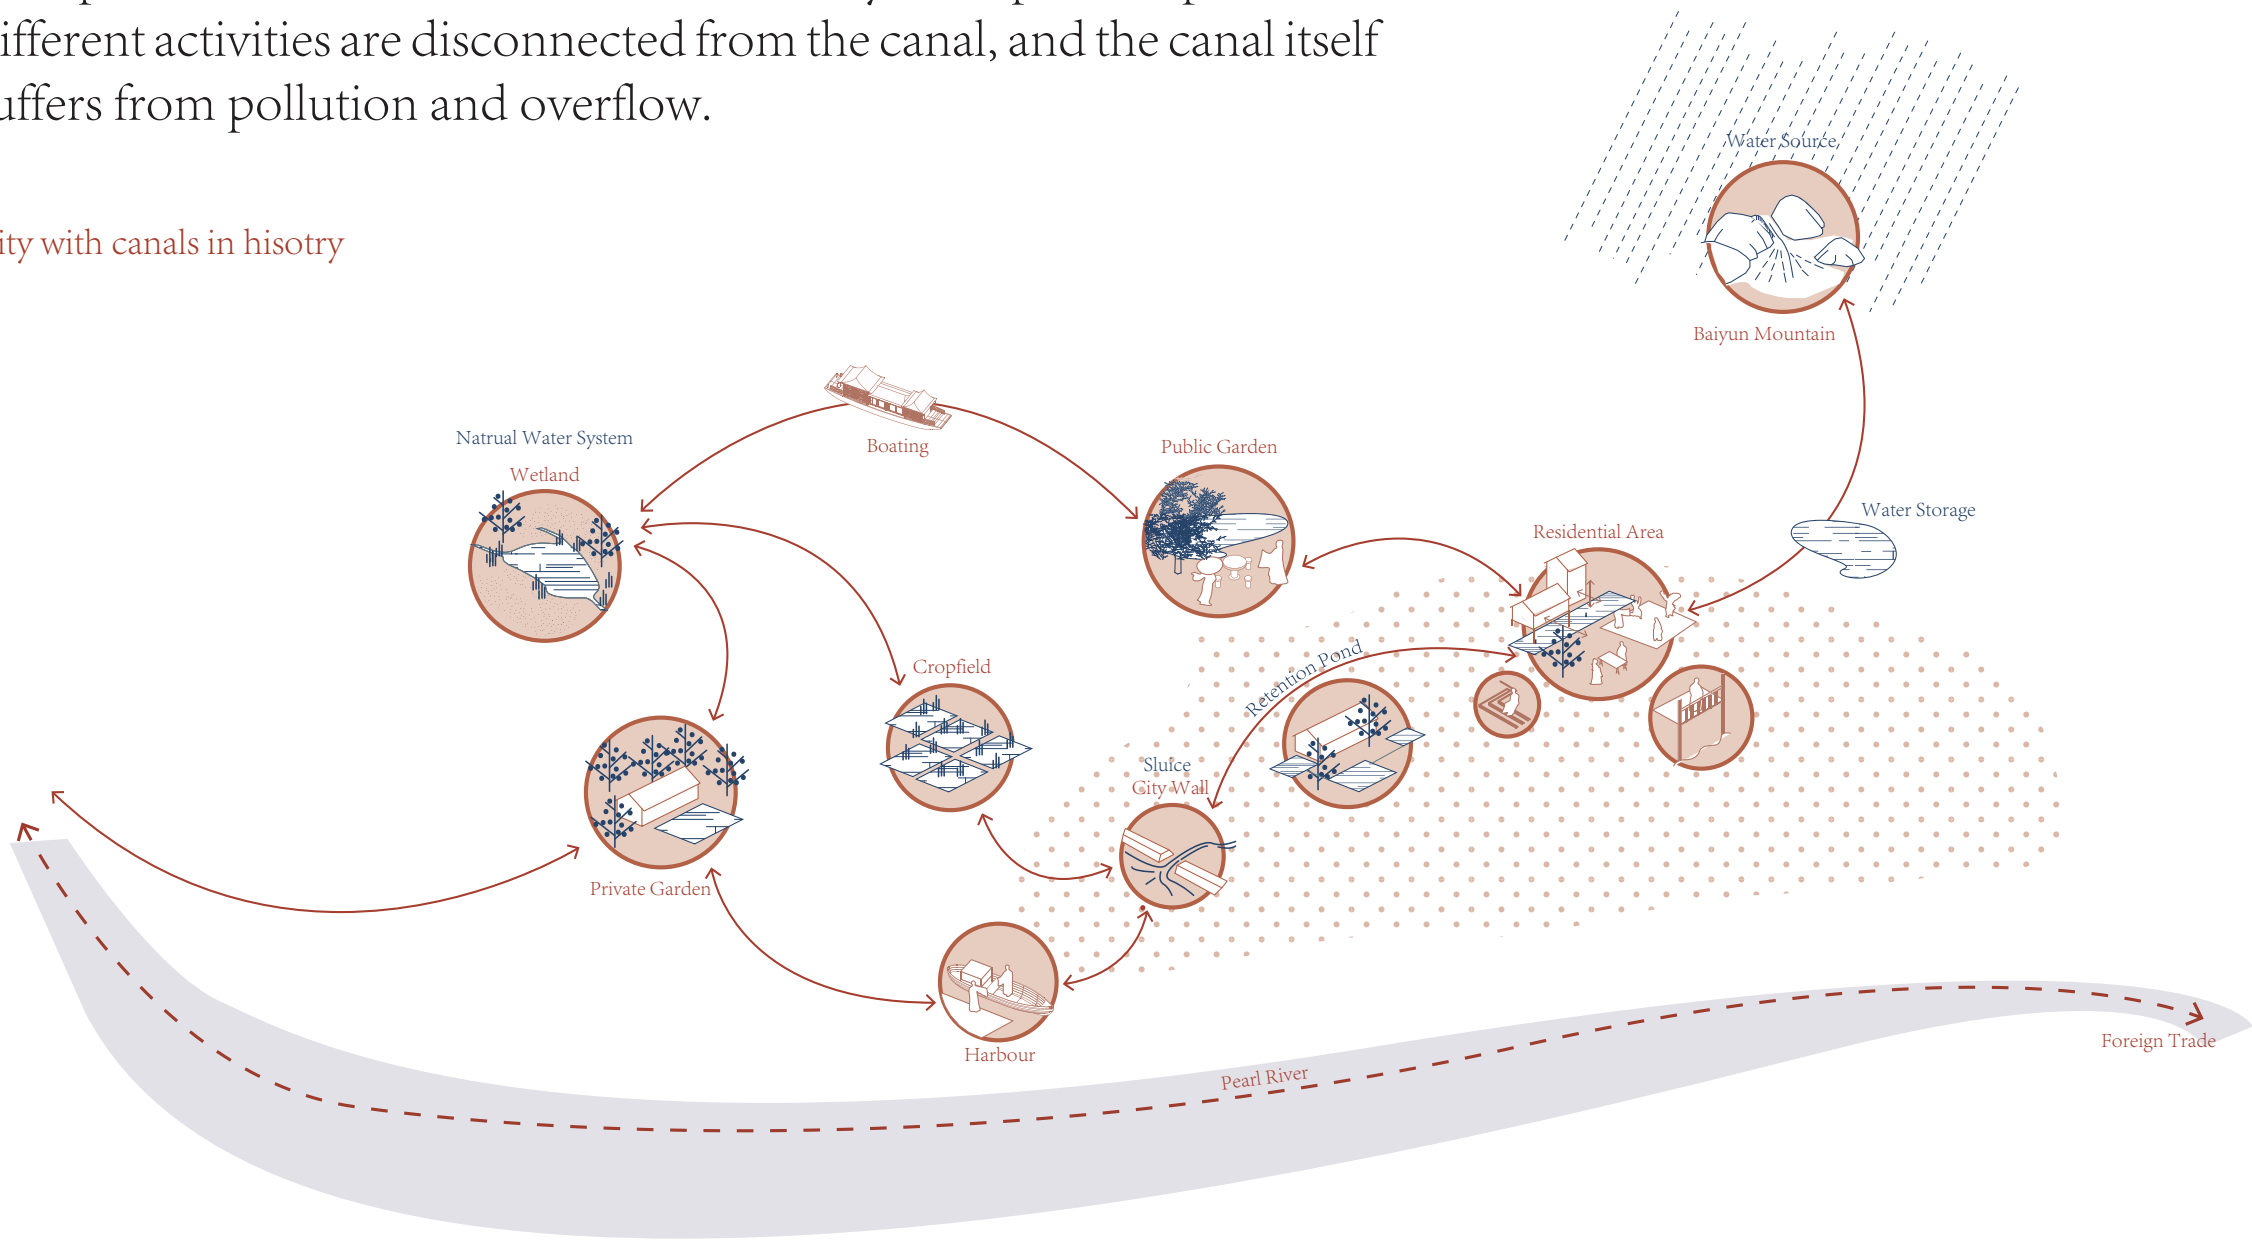 ifferent activities are disconnected from the canal, and the canal itself
uffers from pollution and overflow.
Water Source
ity with canals in hisotry
Baiyun Mountain
Boating
Natrual Water System
Public Garden
Wetland
Water Storage
Residential Area
Retention Pond
Cropfield
Sluice
City Wall
Private Garden
Harbour
Foreign Trade
Pearl River